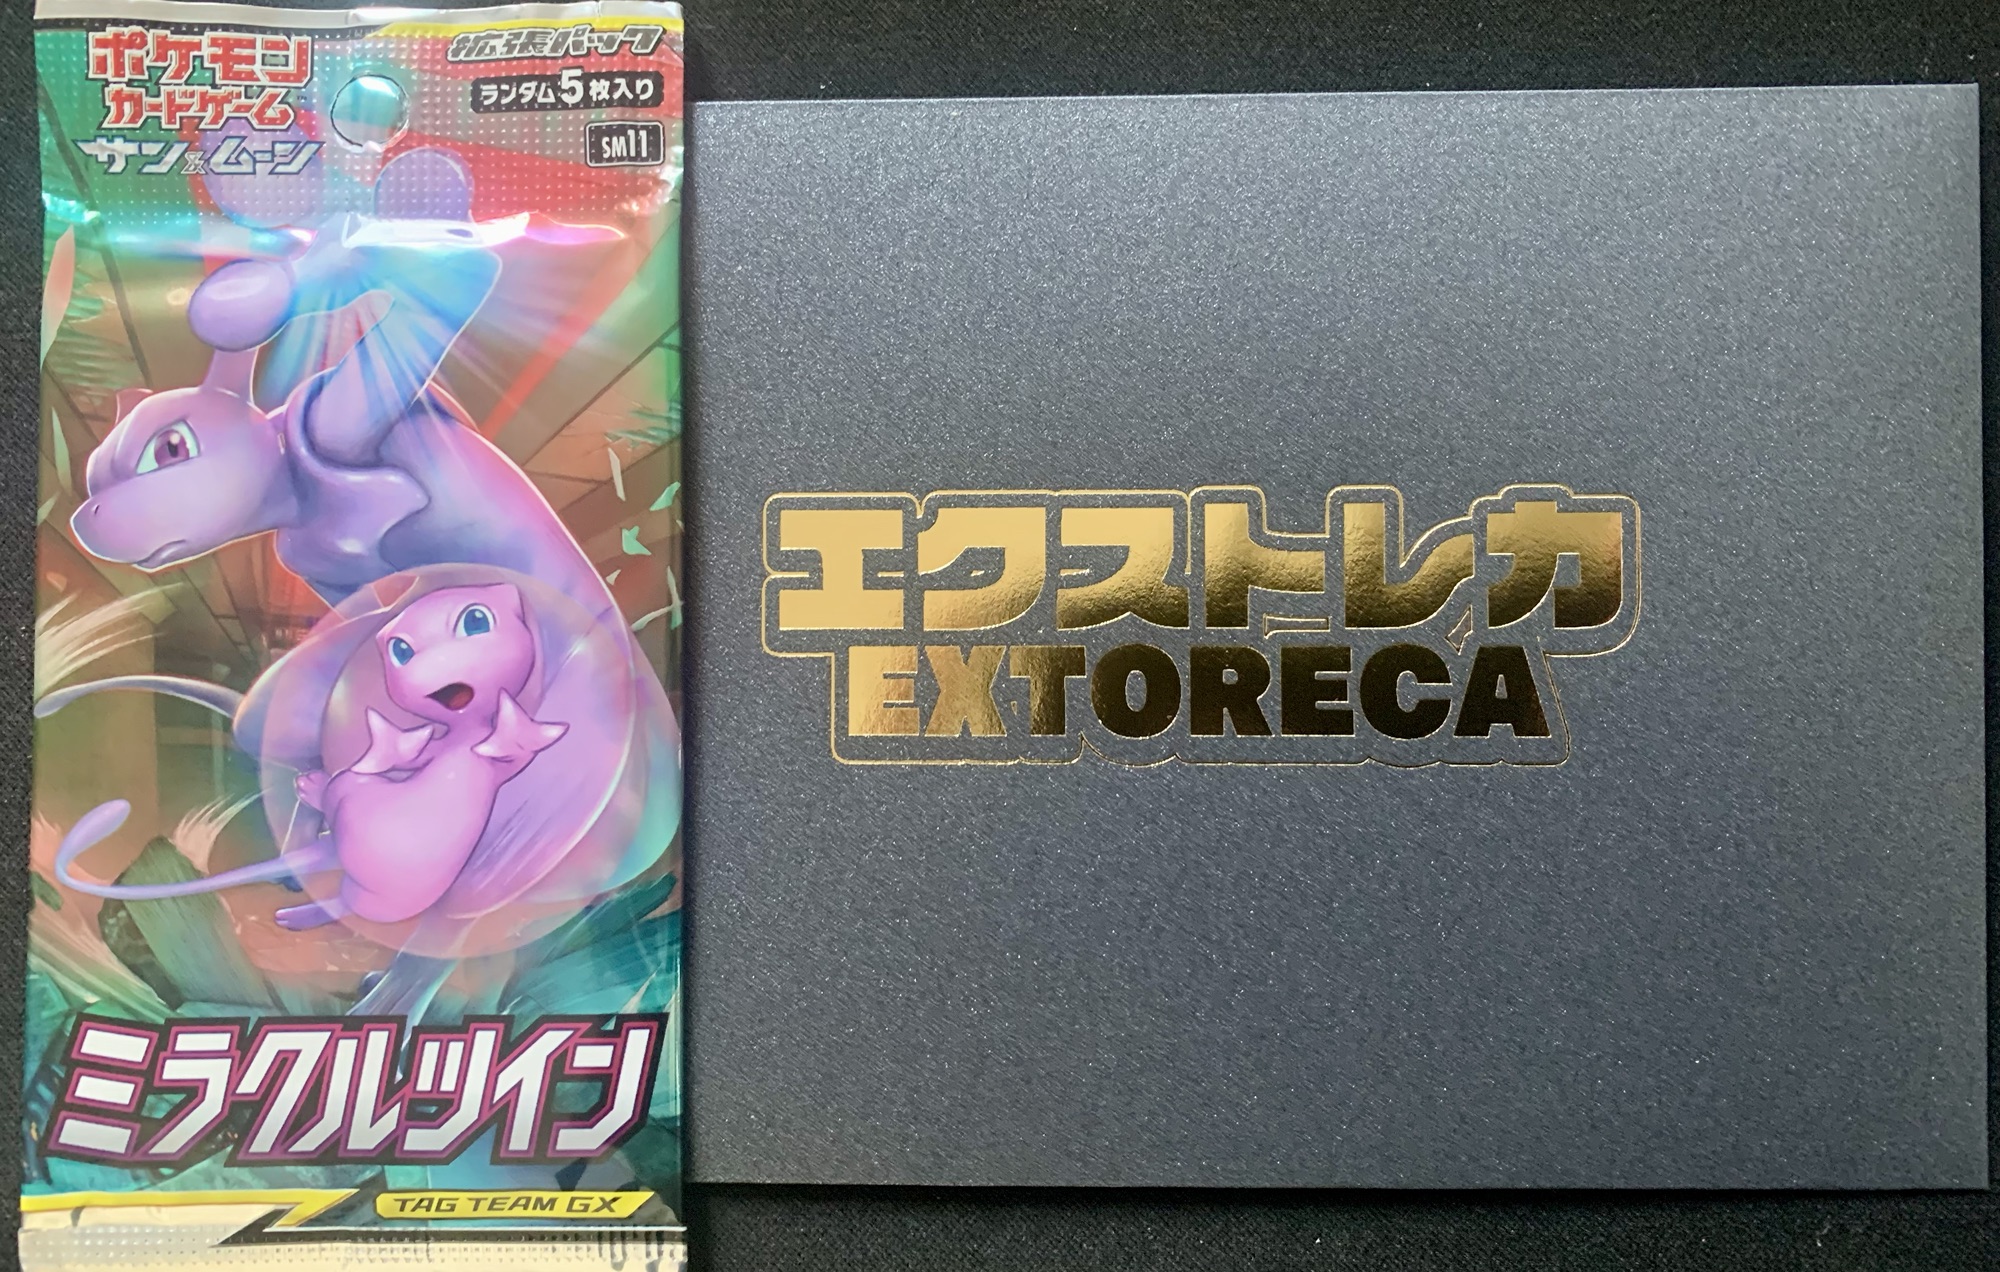 ポケモン
カードゲーム
サン&ムーン
拡張パック
ランダム5枚入り
SM11
ミラクルツイン
TAG TEAM GX
エクストレカ
EXTORECA